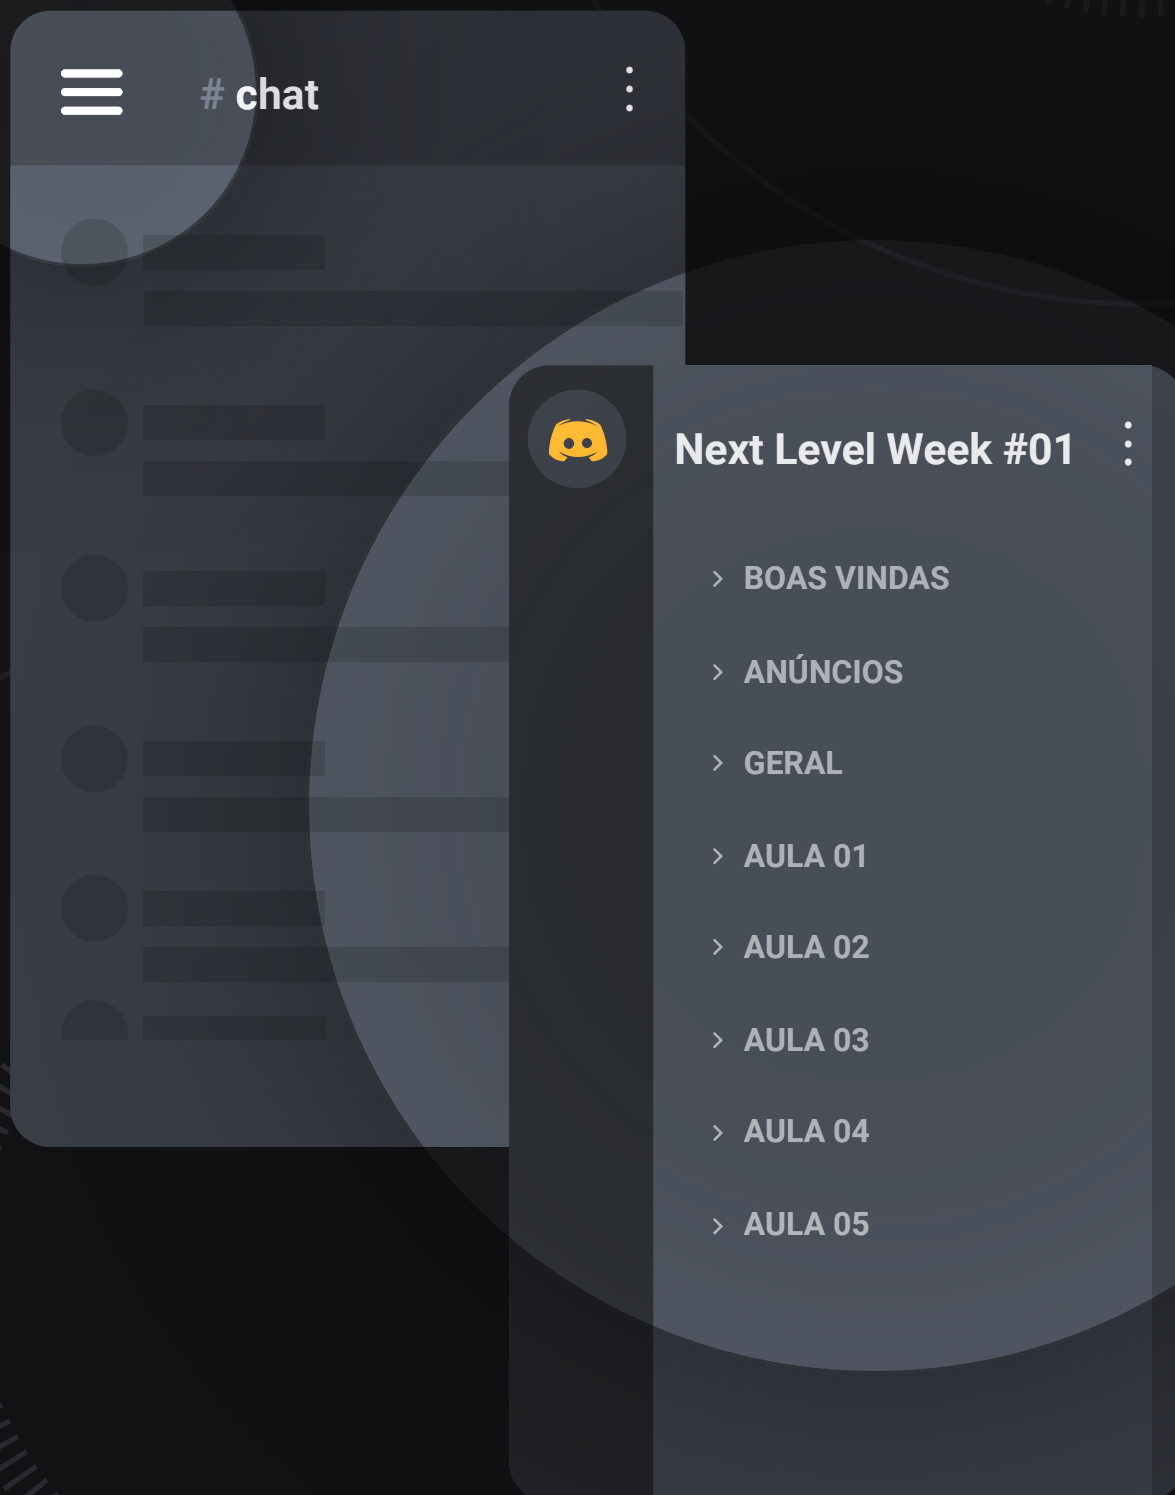 # chat
Next Level Week #01
BOAS VINDAS
ANÚNCIOS
GERAL
AULA 01
AULA 02
AULA 03
AULA 04
AULA 05